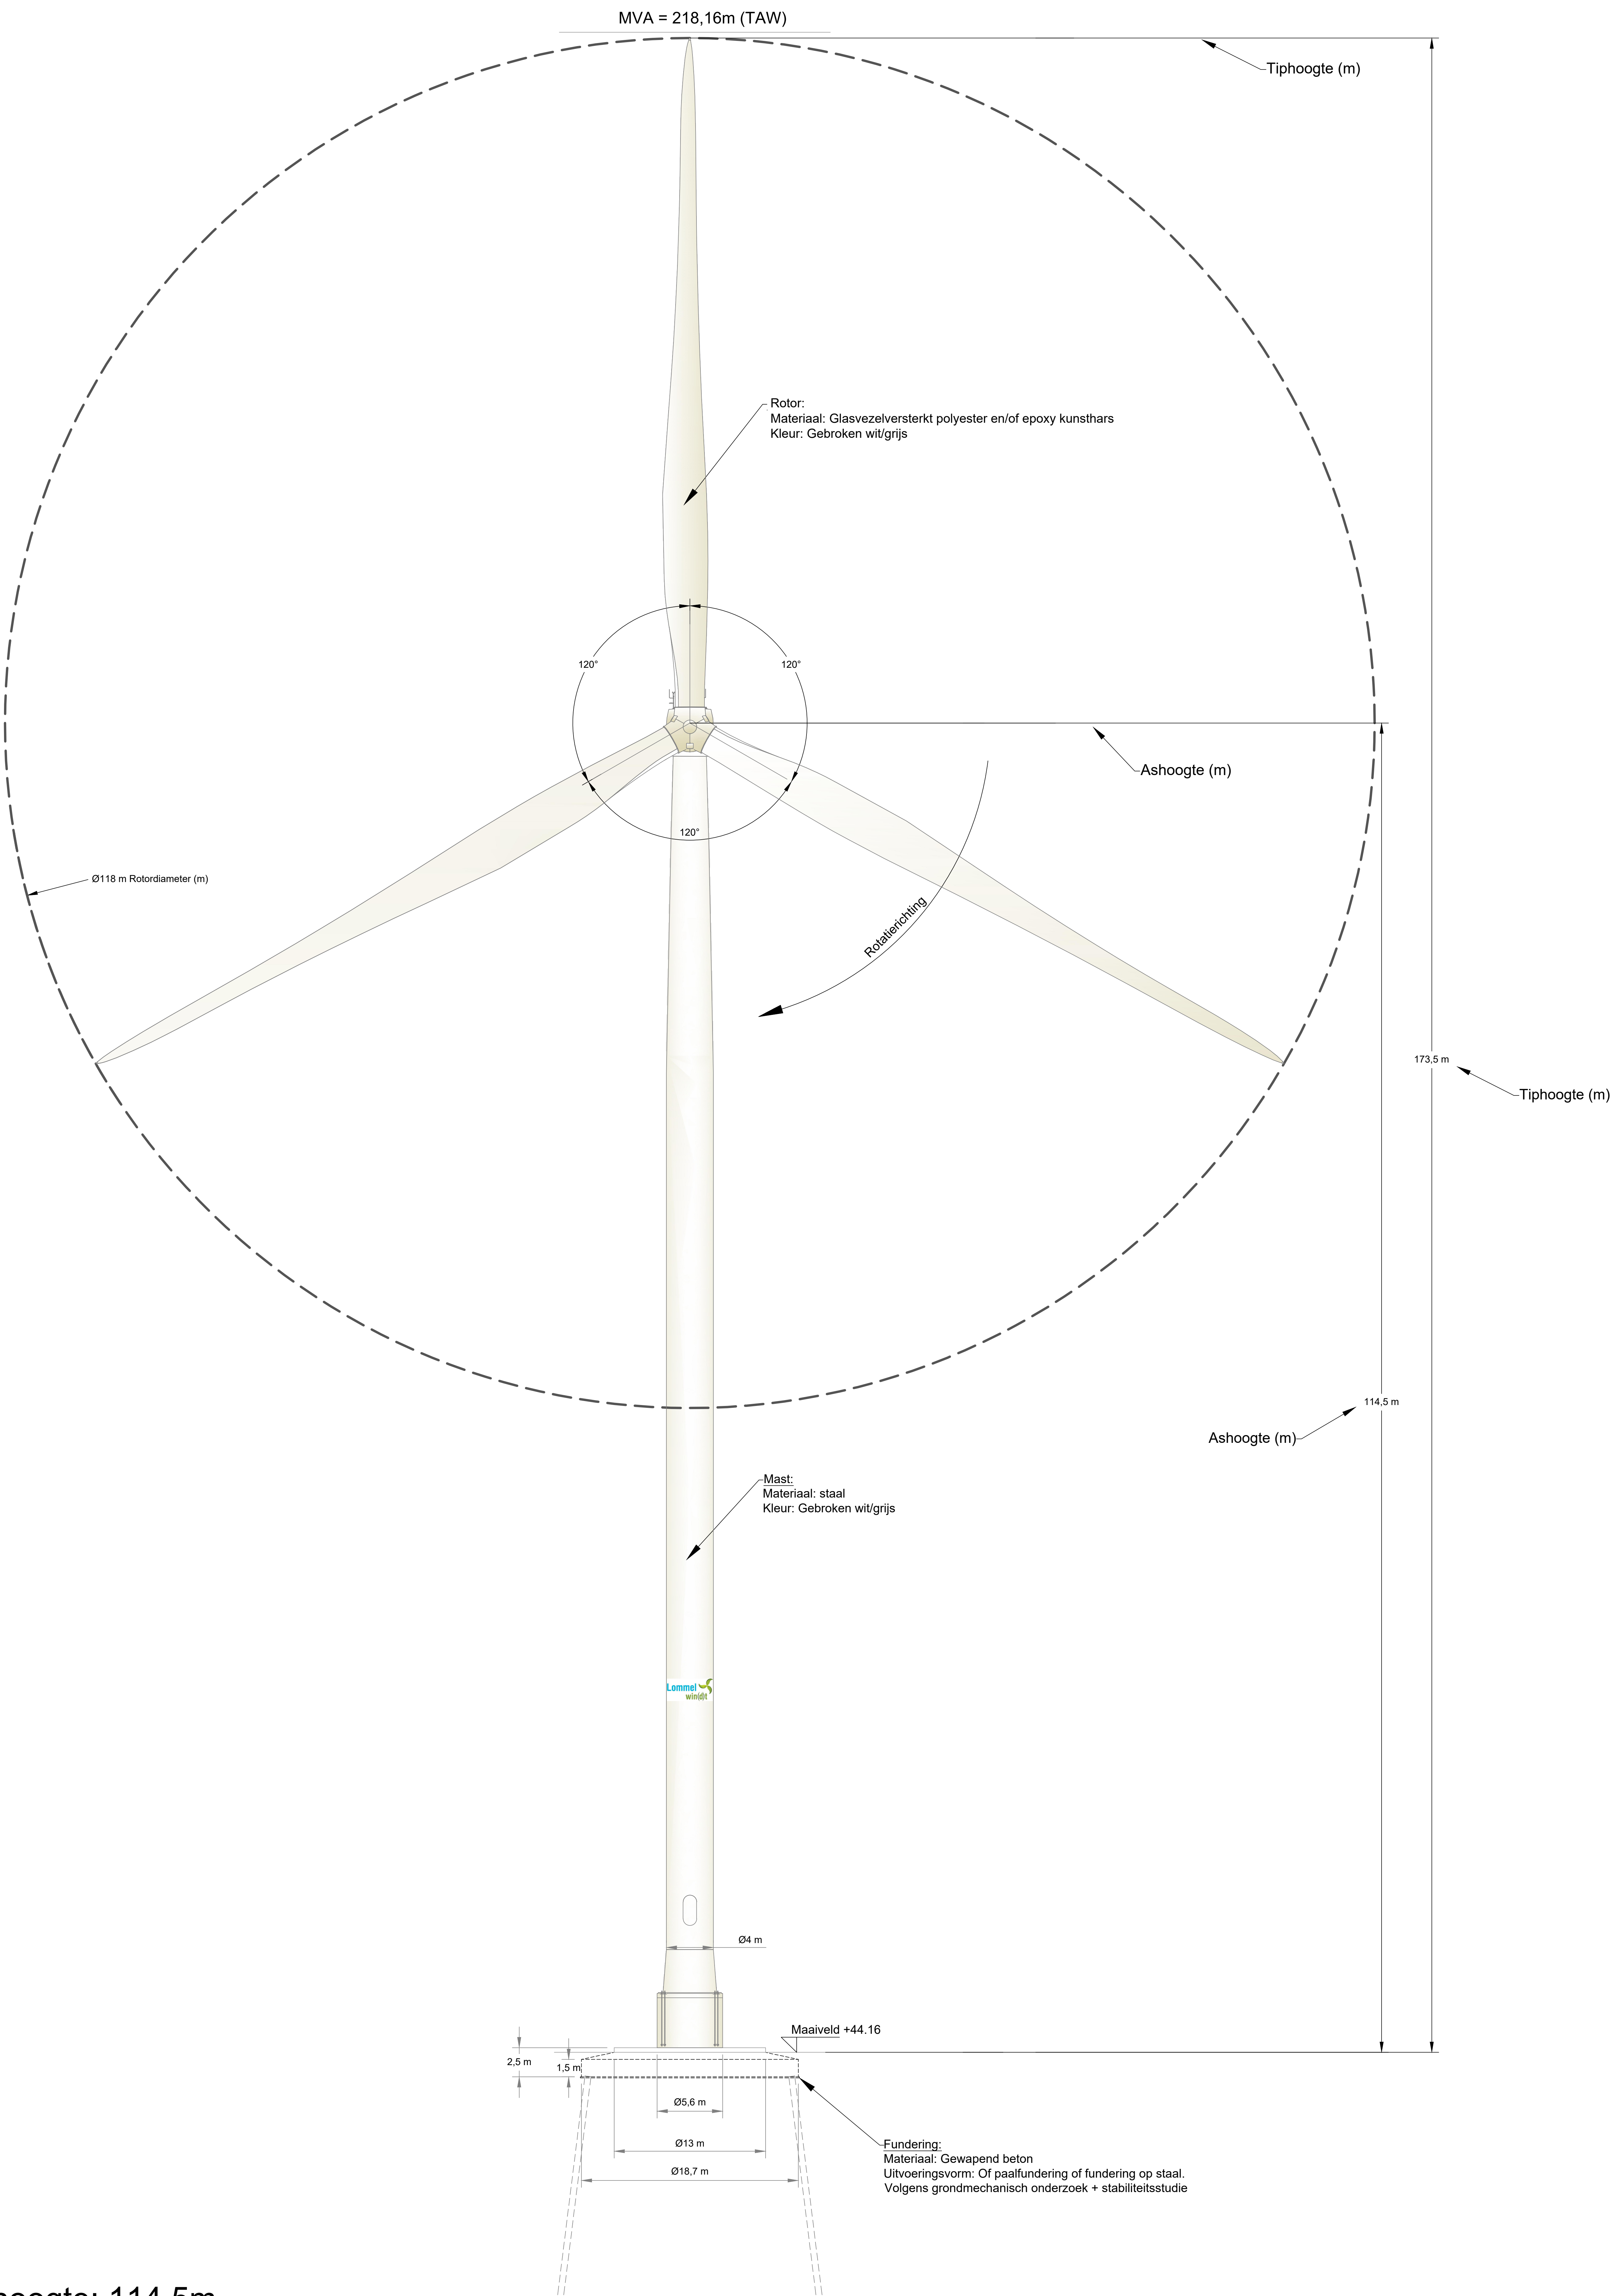 MVA = 218,16m (TAW)
Tiphoogte (m)
Rotor:
Materiaal: Glasvezelversterkt polyester en/of epoxy kunsthars
Kleur: Gebroken wit/grijs
120°
120°
Ashoogte (m)
120°
Ø118 m Rotordiameter (m)
Rotatierichting
173,5 m
Tiphoogte (m)
114,5 m
Ashoogte (m)
Mast:
Materiaal: staal
Kleur: Gebroken wit/grijs
Lommel
win(d)t
Ø4 m
Maaiveld +44.16
2,5 m
1,5 m
Ø5,6 m
Ø13 m
Ø18,7 m
Fundering:
Materiaal: Gewapend beton
Uitvoeringsvorm: Of paalfundering of fundering op staal.
Volgens grondmechanisch onderzoek + stabiliteitsstudie
114,5m